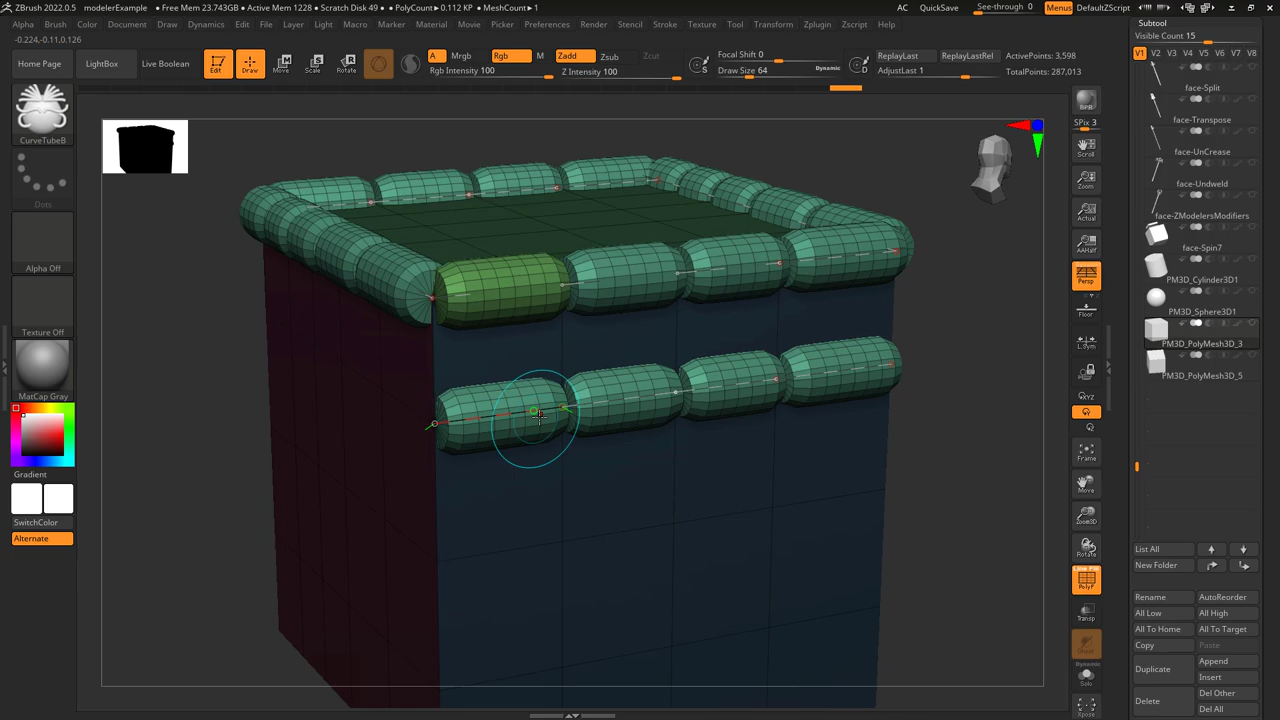 ZBrush 2022.0.5 modelerExample • Free Mem 23.743GB • Active Mem 1228 • Scratch Disk 49 • PolyCount▸0.112 KP • MeshCount▸1 AC QuickSave See-through 0 Menus DefaultZScript
Alpha Brush Color Document Draw Dynamics Edit File Layer Light Macro Marker Material Movie Picker Preferences Render Stencil Stroke Texture Tool Transform Zplugin Zscript Help
-0.224,-0.11,0.126
Home Page LightBox Live Boolean
Edit Draw Move Scale Rotate
A Mrgb Rgb M Zadd Zsub Zcut
Rgb Intensity 100 Z Intensity 100
Focal Shift 0
Draw Size 64 Dynamic
S D
ReplayLast ReplayLastRel
AdjustLast 1
ActivePoints: 3,598
TotalPoints: 287,013
CurveTubeB
Dots
Alpha Off
Texture Off
MatCap Gray
Gradient
SwitchColor
Alternate
BPR
SPix 3
Scroll
Zoom
Actual
AAHalf
Persp
Floor
L.Sym
XYZ
Y
Z
Frame
Move
Zoom3D
Rotate
Line Fill
PolyF
Transp
Ghost
Dynamic
Solo
Xpose
Subtool
Visible Count 15
V1 V2 V3 V4 V5 V6 V7 V8
face-Split
face-Transpose
face-UnCrease
face-Undweld
face-ZModelersModifiers
face-Spin7
PM3D_Cylinder3D1
PM3D_Sphere3D1
PM3D_PolyMesh3D_3
PM3D_PolyMesh3D_5
List All
New Folder
Rename AutoReorder
All Low All High
All To Home All To Target
Copy Paste
Duplicate Append
Insert
Delete Del Other
Del All